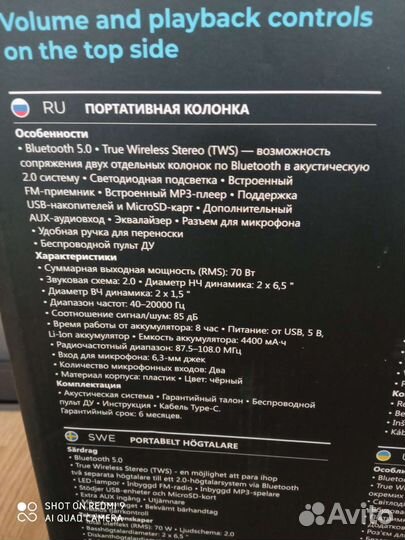 Volume and playback controls
on the top side
RU ПОРТАТИВНАЯ КОЛОНКА
Особенности
• Bluetooth 5.0 • True Wireless Stereo (TWS) — возможность
сопряжения двух отдельных колонок по Bluetooth в акустическую
2.0 систему • Светодиодная подсветка • Встроенный
FM-приемник • Встроенный MP3-плеер • Поддержка
USB-накопителей и MicroSD-карт • Дополнительный
AUX-аудиовход • Эквалайзер • Разъем для микрофона
• Удобная ручка для переноски
• Беспроводной пульт ДУ
Характеристики
• Суммарная выходная мощность (RMS): 70 Вт
• Звуковая схема: 2.0 • Диаметр НЧ динамика: 2 x 6,5 "
• Диаметр ВЧ динамика: 2 x 1,5 "
• Диапазон частот: 40–20000 Гц
• Соотношение сигнал/шум: 85 дБ
• Время работы от аккумулятора: 8 час • Питание: от USB, 5 В,
Li-Ion аккумулятор • Емкость аккумулятора: 4400 мА·ч
• Радиочастотный диапазон: 87.5–108.0 МГц
• Вход для микрофона: 6,3-мм джек
• Количество микрофонных входов: Два
• Материал корпуса: пластик • Цвет: чёрный
Комплектация
• Акустическая система • Гарантийный талон • Беспроводной
пульт ДУ • Инструкция • Кабель Type-C.
Гарантийный срок: 6 месяцев.
SWE PORTABELT HÖGTALARE
Särdrag
• Bluetooth 5.0
• True Wireless Stereo (TWS) - en möjlighet att para ihop
två separata högtalare till ett 2.0-högtalarsystem via Bluetooth
• LED-lampor • Inbyggd FM-radio • Inbyggd MP3-spelare
• Stödjer USB-enheter och MicroSD-kort
• Extra AUX ingång • Utjämnare
SHOT ON REDMI 9
AI QUAD CAMERA
Avito